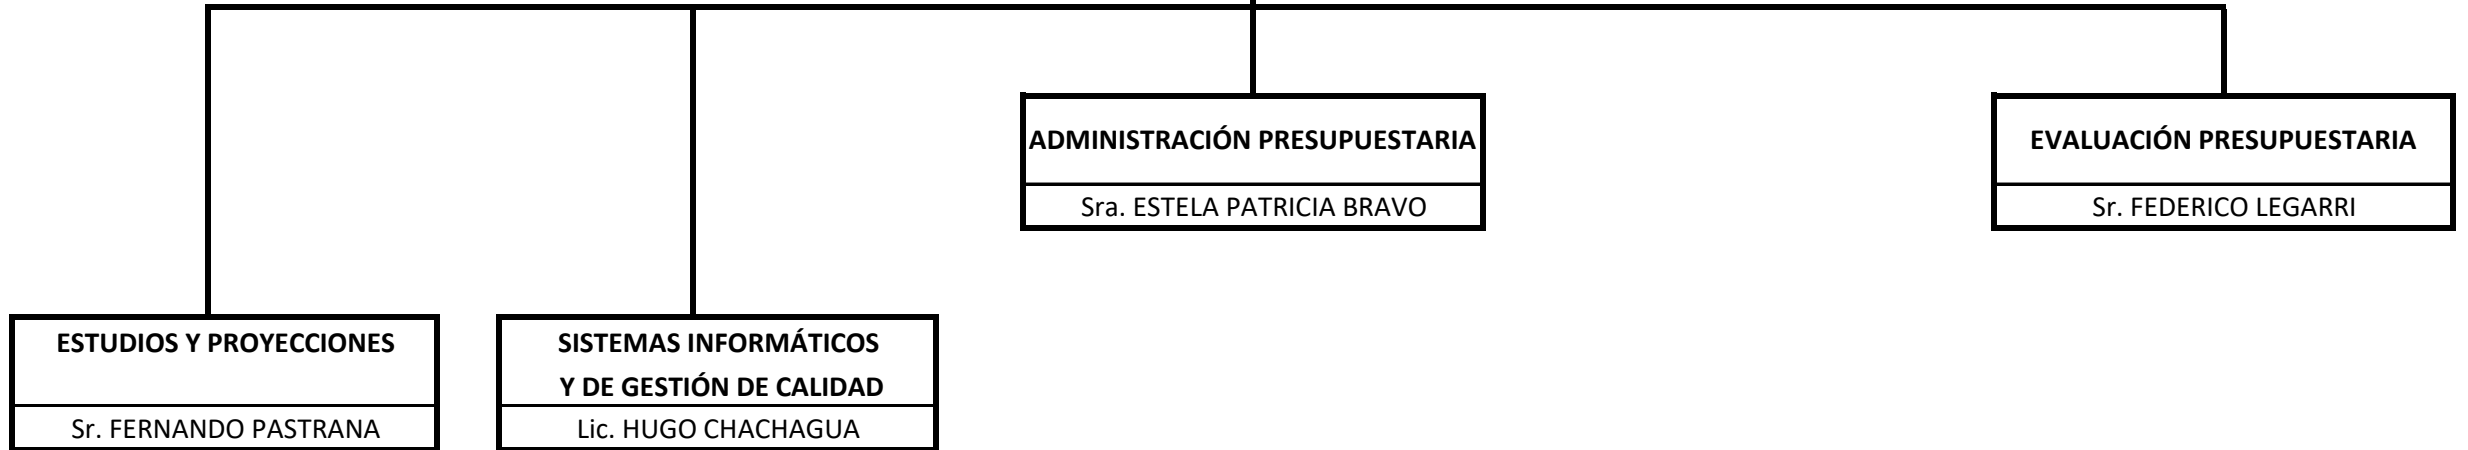 ADMINISTRACIÓN PRESUPUESTARIA
Sra. ESTELA PATRICIA BRAVO
EVALUACIÓN PRESUPUESTARIA
Sr. FEDERICO LEGARRI
ESTUDIOS Y PROYECCIONES
Sr. FERNANDO PASTRANA
SISTEMAS INFORMÁTICOS
Y DE GESTIÓN DE CALIDAD
Lic. HUGO CHACHAGUA